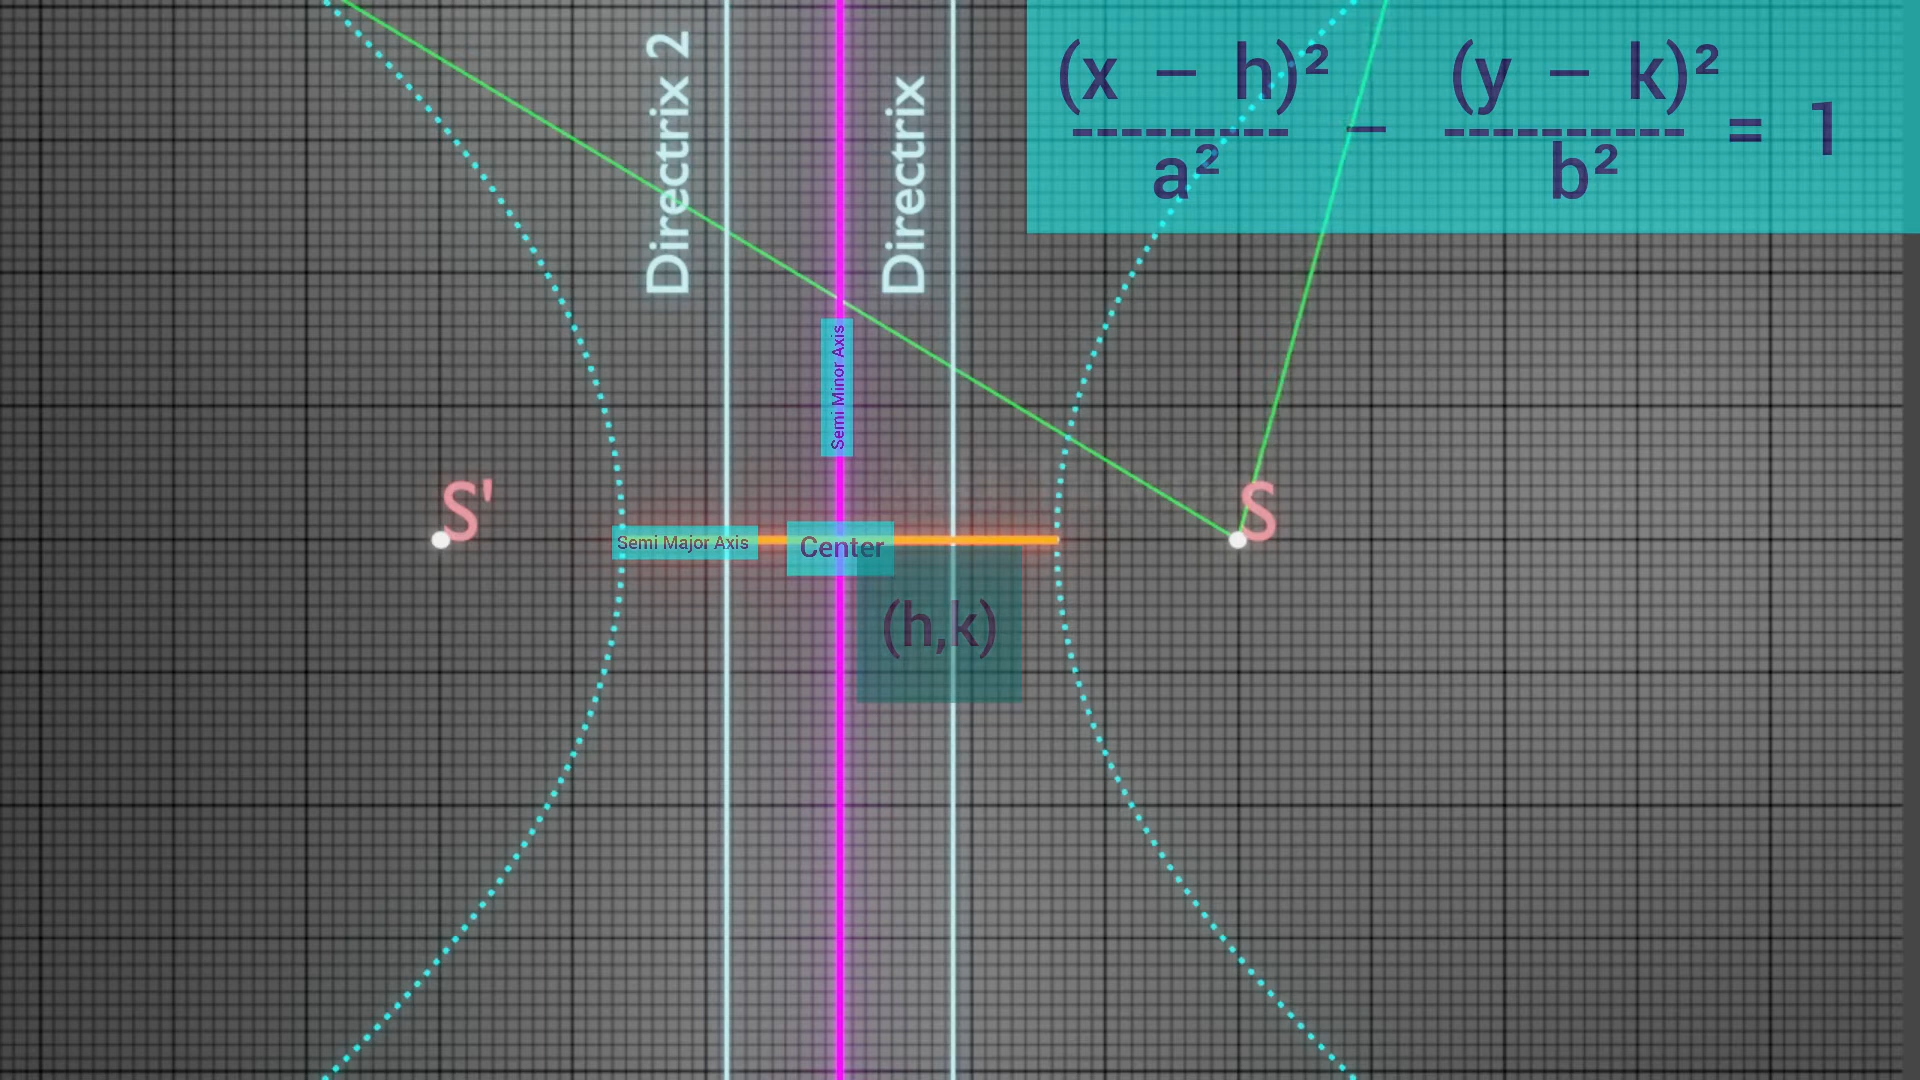 (x − h)² (y − k)²
--------- − ---------- = 1
a² b²
Directrix 2
Directrix
Semi Minor Axis
S'
S
Semi Major Axis
Center
(h,k)